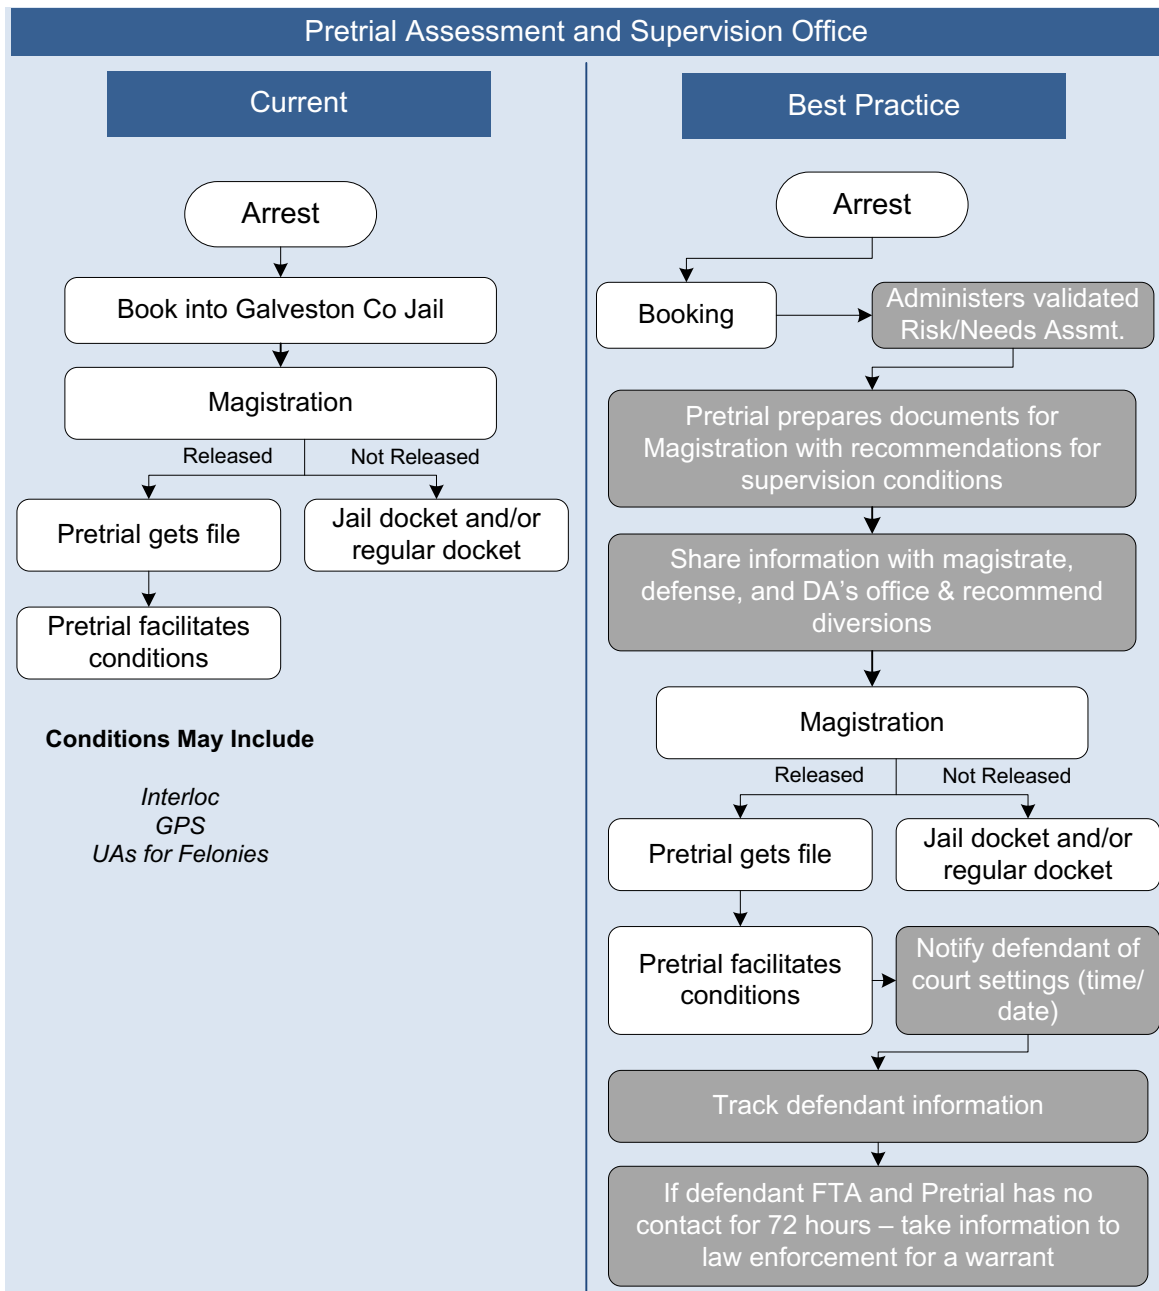 Pretrial Assessment and Supervision Office
Current
Arrest
Book into Galveston Co Jail
Magistration
Released
Not Released
Pretrial gets file
Jail docket and/or
regular docket
Pretrial facilitates
conditions
Conditions May Include
Interloc
GPS
UAs for Felonies
Best Practice
Arrest
Booking
Administers validated
Risk/Needs Assmt.
Pretrial prepares documents for
Magistration with recommendations for
supervision conditions
Share information with magistrate,
defense, and DA’s office & recommend
diversions
Magistration
Released
Not Released
Pretrial gets file
Jail docket and/or
regular docket
Pretrial facilitates
conditions
Notify defendant of
court settings (time/
date)
Track defendant information
If defendant FTA and Pretrial has no
contact for 72 hours – take information to
law enforcement for a warrant